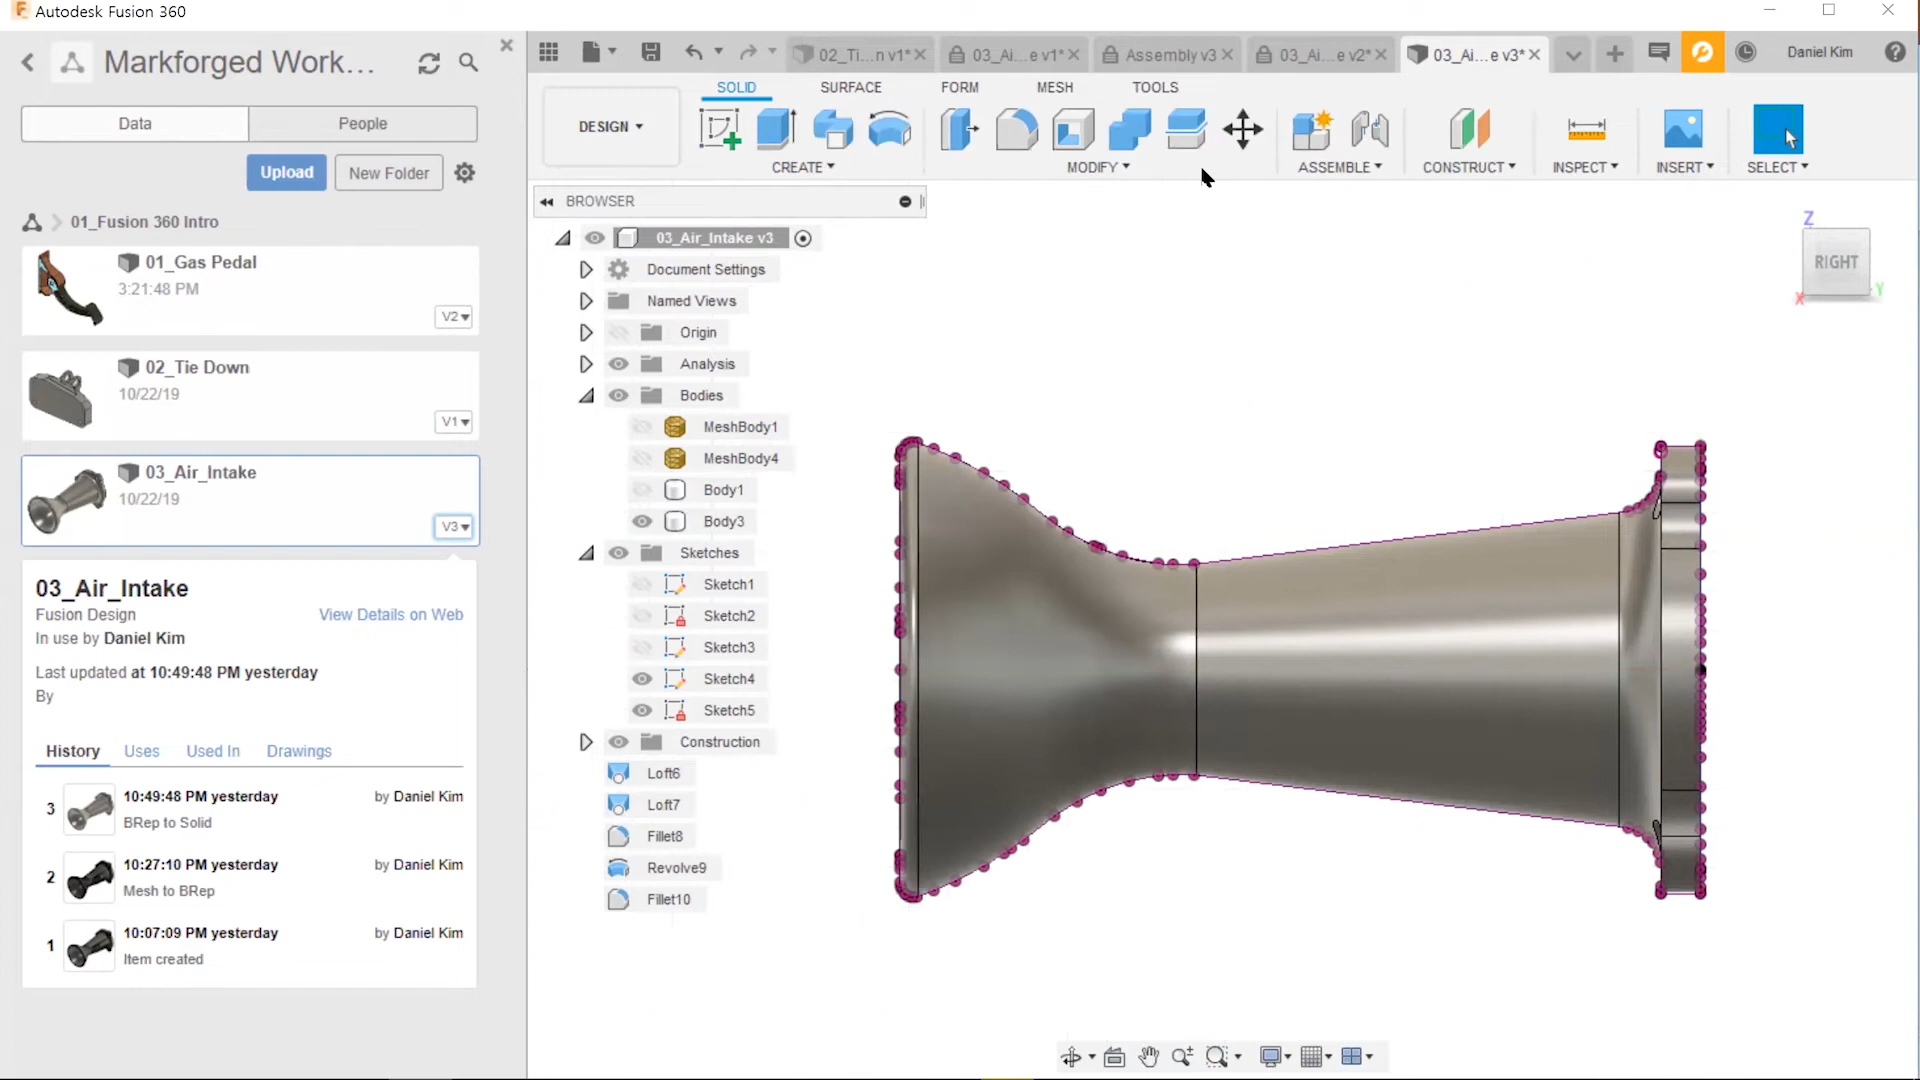 Autodesk Fusion 360
Markforged Work...
Data
People
Upload
New Folder
01_Fusion 360 Intro
01_Gas Pedal
3:21:48 PM
V2
02_Tie Down
10/22/19
V1
03_Air_Intake
10/22/19
V3
03_Air_Intake
Fusion Design
View Details on Web
In use by Daniel Kim
Last updated at 10:49:48 PM yesterday
By
History Uses Used In Drawings
3 10:49:48 PM yesterday by Daniel Kim
BRep to Solid
2 10:27:10 PM yesterday by Daniel Kim
Mesh to BRep
1 10:07:09 PM yesterday by Daniel Kim
Item created
02_Ti...n v1* 03_Ai...e v1* Assembly v3 03_Ai...e v2* 03_Ai...e v3* Daniel Kim
SOLID SURFACE FORM MESH TOOLS
DESIGN
CREATE MODIFY ASSEMBLE CONSTRUCT INSPECT INSERT SELECT
BROWSER
03_Air_Intake v3
Document Settings
Named Views
Origin
Analysis
Bodies
MeshBody1
MeshBody4
Body1
Body3
Sketches
Sketch1
Sketch2
Sketch3
Sketch4
Sketch5
Construction
Loft6
Loft7
Fillet8
Revolve9
Fillet10
Z
RIGHT
X
Y